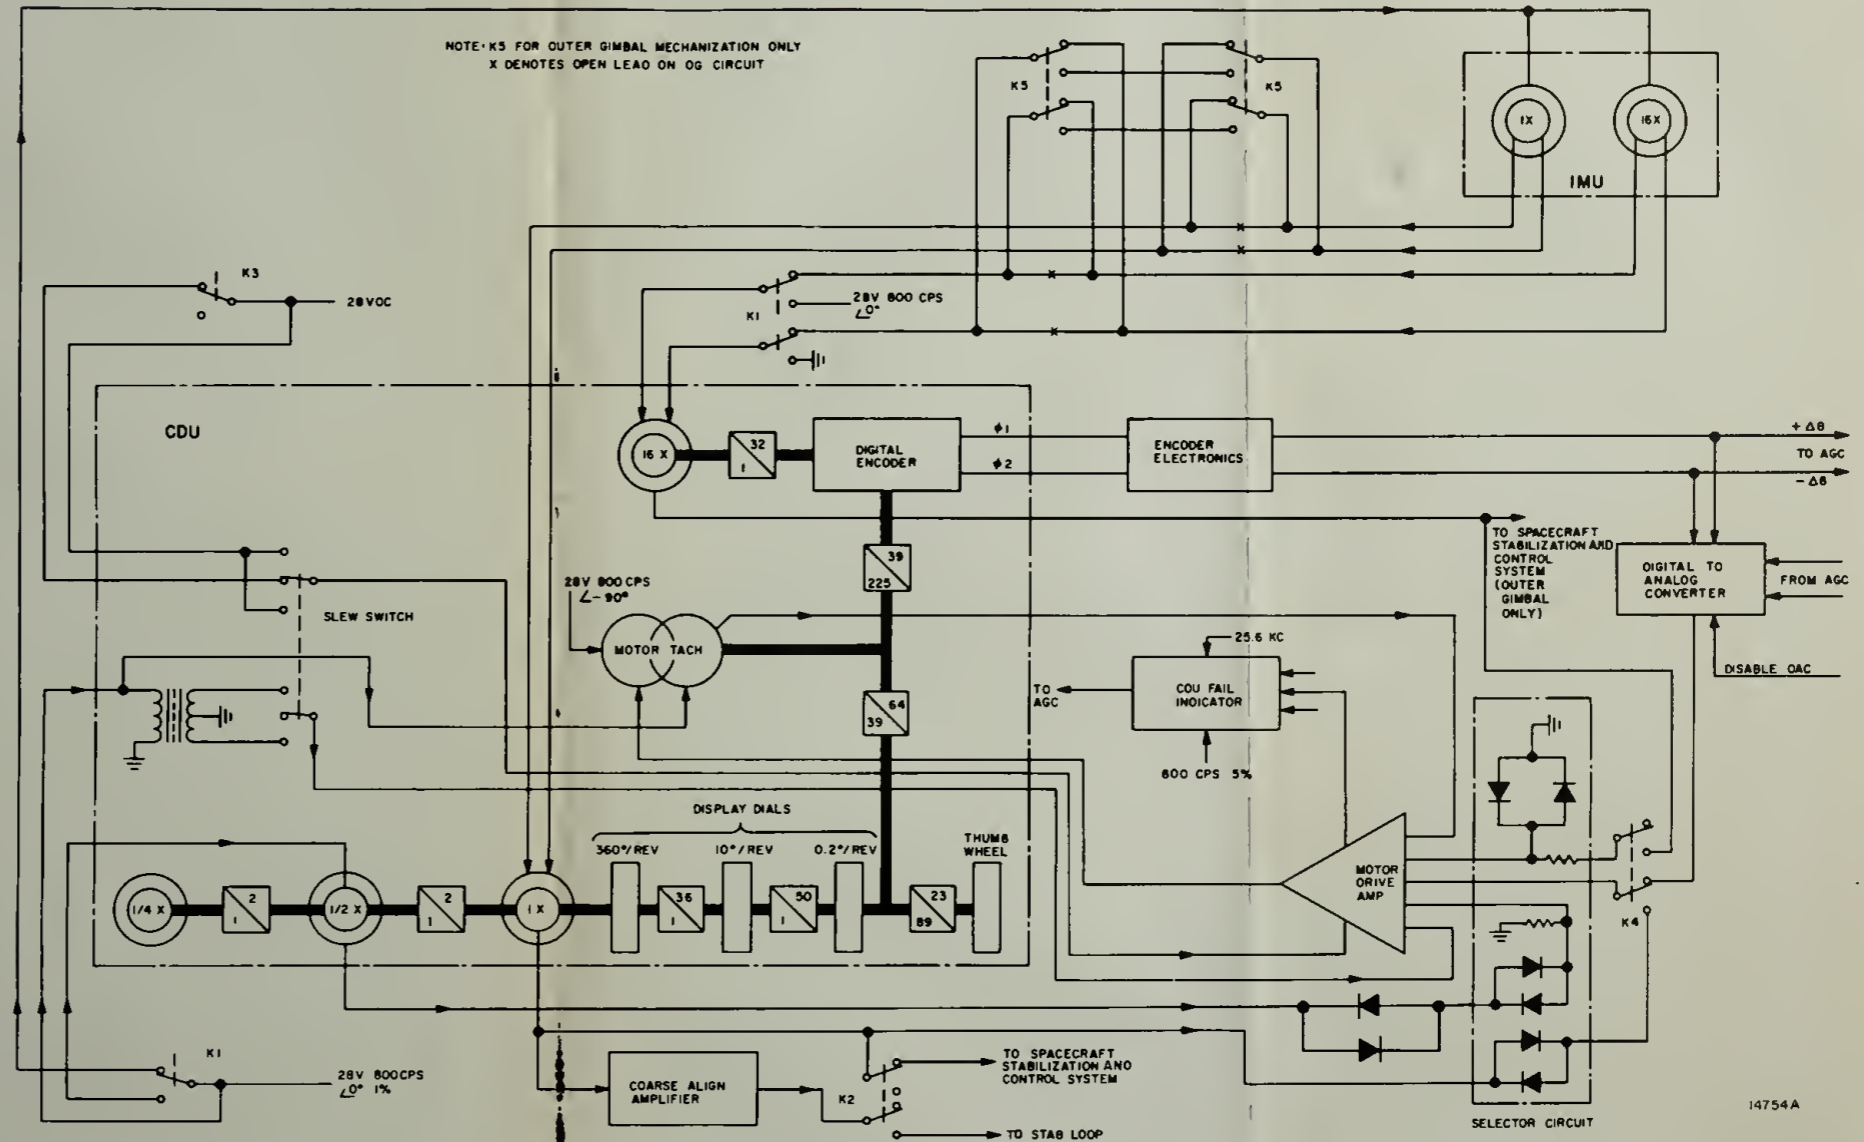 NOTE: K5 FOR OUTER GIMBAL MECHANIZATION ONLY
X DENOTES OPEN LEAD ON OG CIRCUIT
K5
K5
1X
16X
IMU
K3
28VDC
K1
28V 800 CPS
∠0°
CDU
16 X
32
1
DIGITAL
ENCODER
ϕ1
ϕ2
ENCODER
ELECTRONICS
+ Δθ
TO AGC
- Δθ
TO SPACECRAFT
STABILIZATION AND
CONTROL
SYSTEM
(OUTER
GIMBAL
ONLY)
DIGITAL TO
ANALOG
CONVERTER
FROM AGC
DISABLE DAC
39
225
28V 800 CPS
∠-90°
SLEW SWITCH
MOTOR TACH
25.6 KC
TO
AGC
CDU FAIL
INDICATOR
800 CPS 5%
64
39
DISPLAY DIALS
360°/REV
10°/REV
0.2°/REV
THUMB
WHEEL
MOTOR
DRIVE
AMP
1/4 X
2
1
1/2 X
2
1
1 X
36
1
50
1
23
89
K4
K1
28V 800CPS
∠0° 1%
COARSE ALIGN
AMPLIFIER
K2
TO SPACECRAFT
STABILIZATION AND
CONTROL SYSTEM
TO STAB LOOP
SELECTOR CIRCUIT
14754A